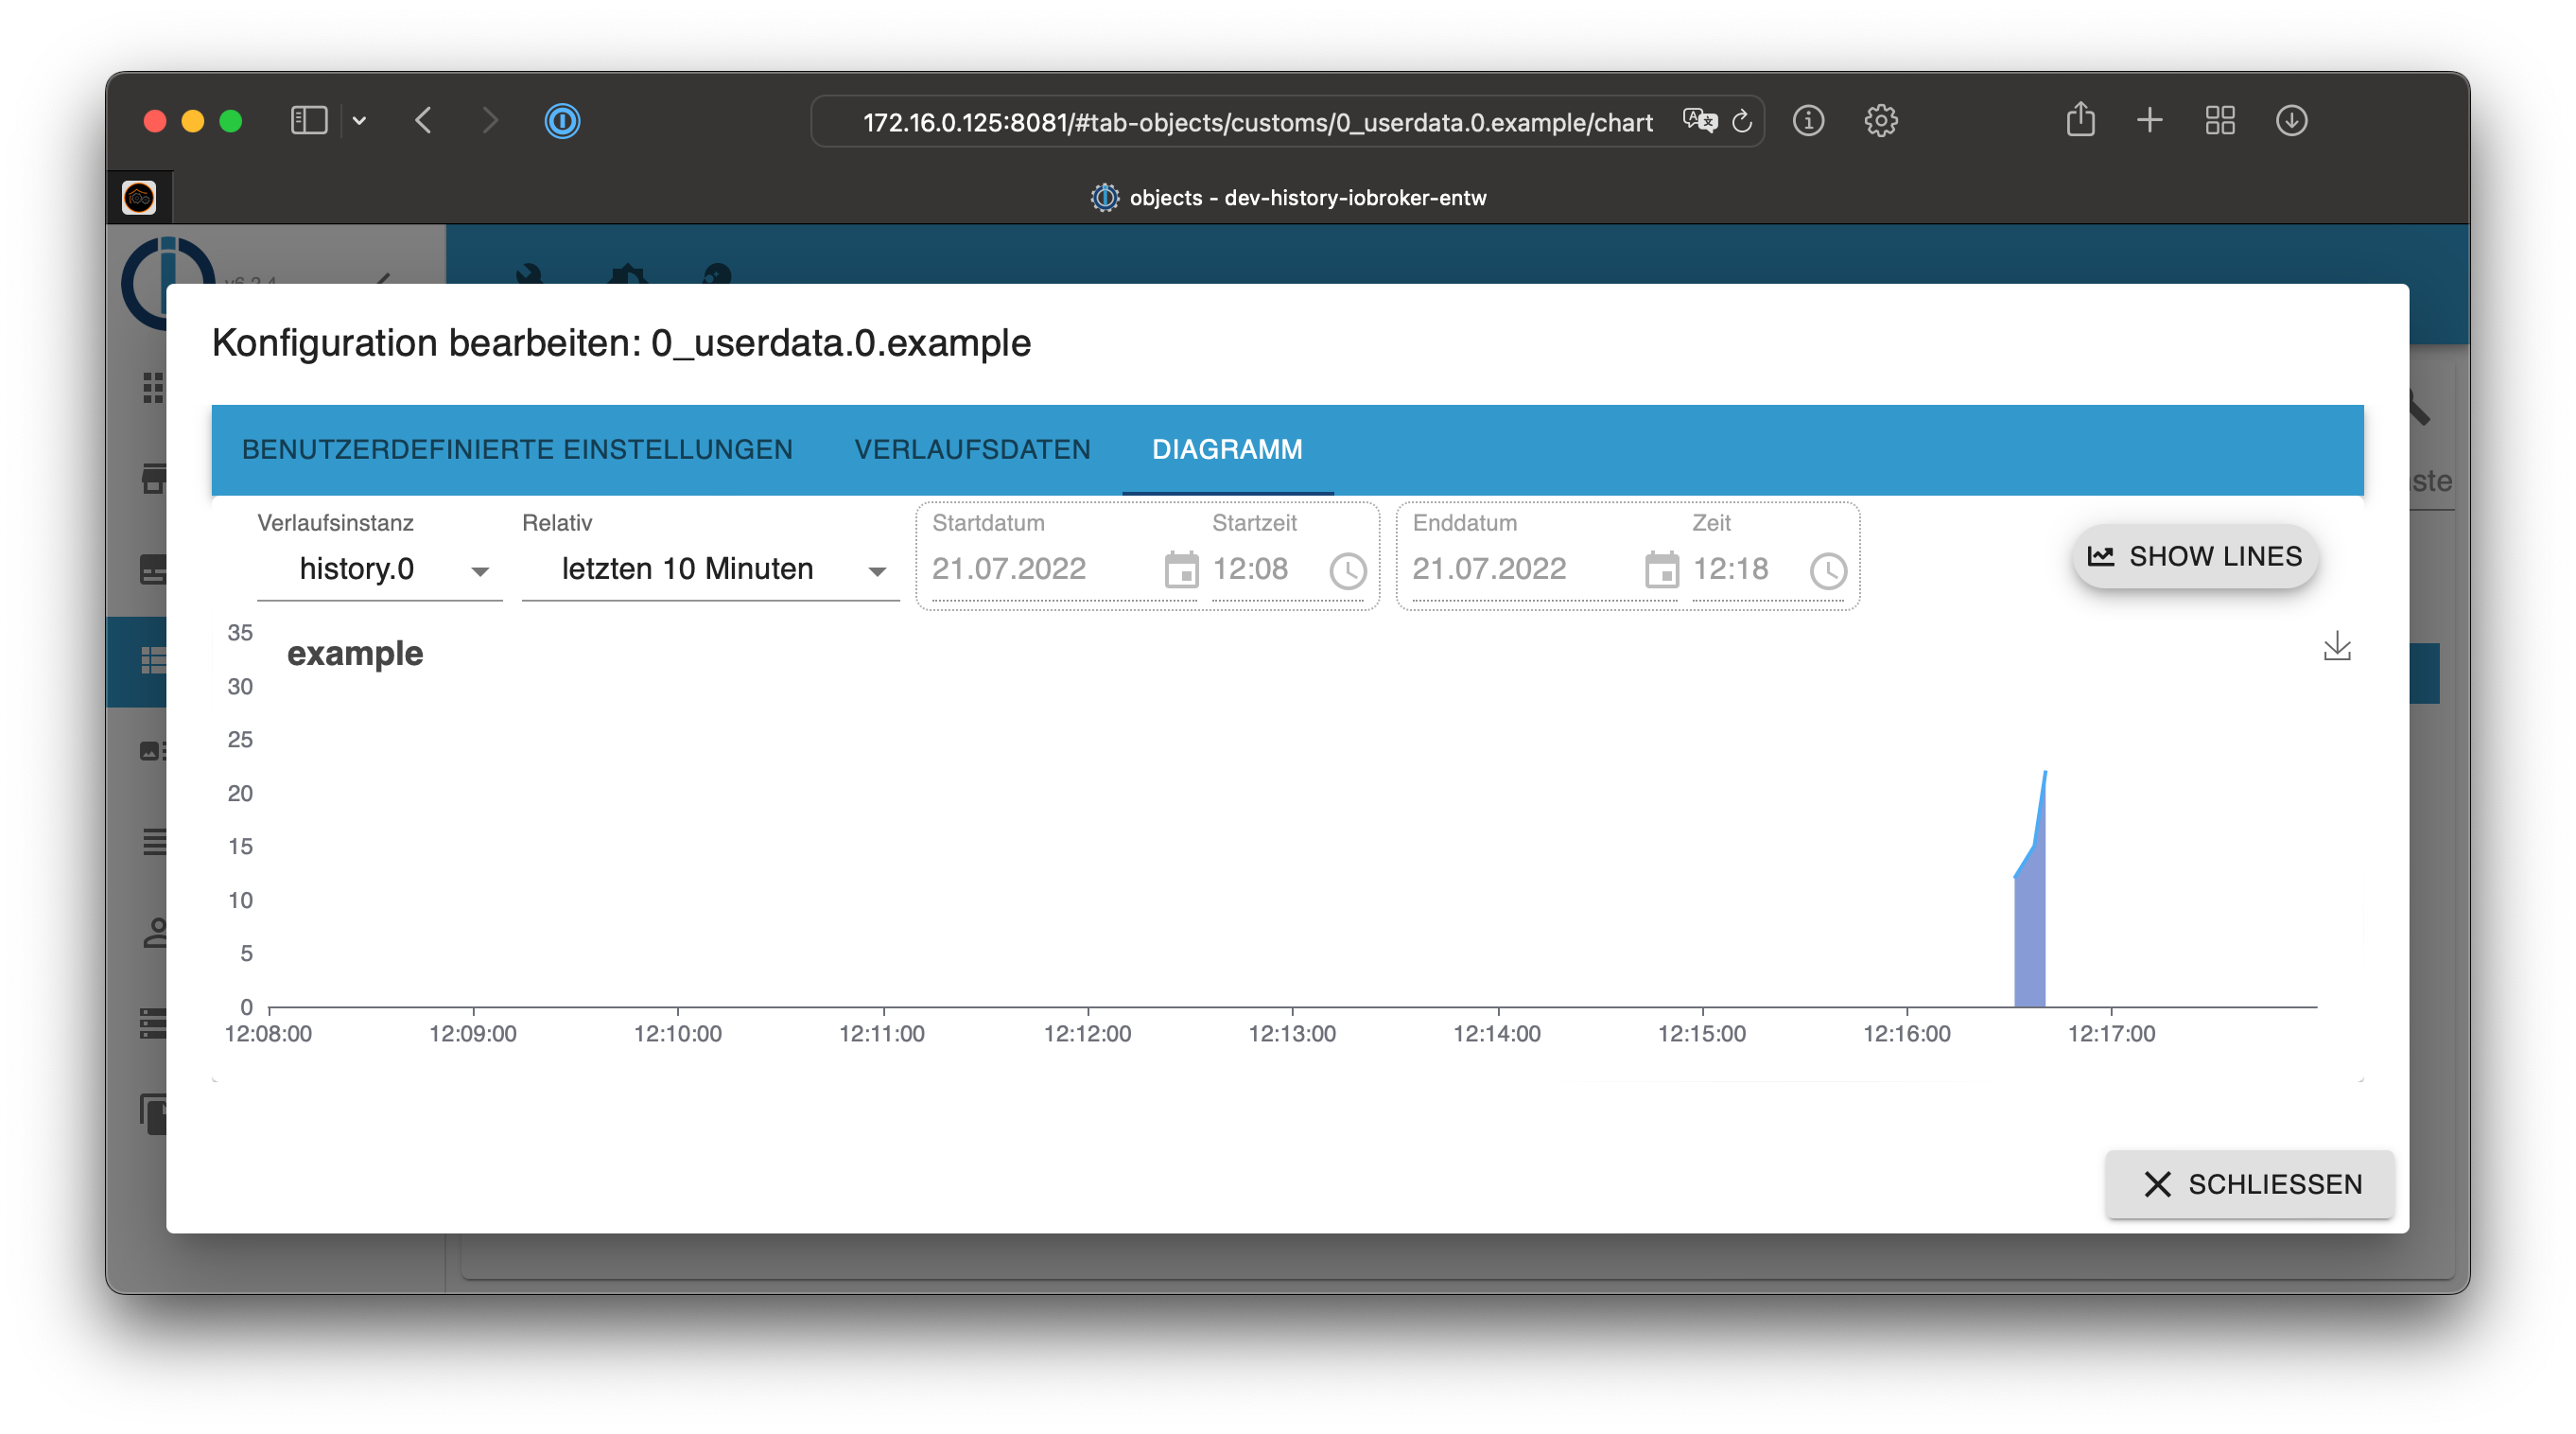 172.16.0.125:8081/#tab-objects/customs/0_userdata.0.example/chart
objects - dev-history-iobroker-entw
Konfiguration bearbeiten: 0_userdata.0.example
BENUTZERDEFINIERTE EINSTELLUNGEN VERLAUFSDATEN DIAGRAMM
Verlaufsinstanz Relativ Startdatum Startzeit Enddatum Zeit
history.0 letzten 10 Minuten 21.07.2022 12:08 21.07.2022 12:18 SHOW LINES
ste
example
35
30
25
20
15
10
5
0
12:08:00 12:09:00 12:10:00 12:11:00 12:12:00 12:13:00 12:14:00 12:15:00 12:16:00 12:17:00
SCHLIESSEN